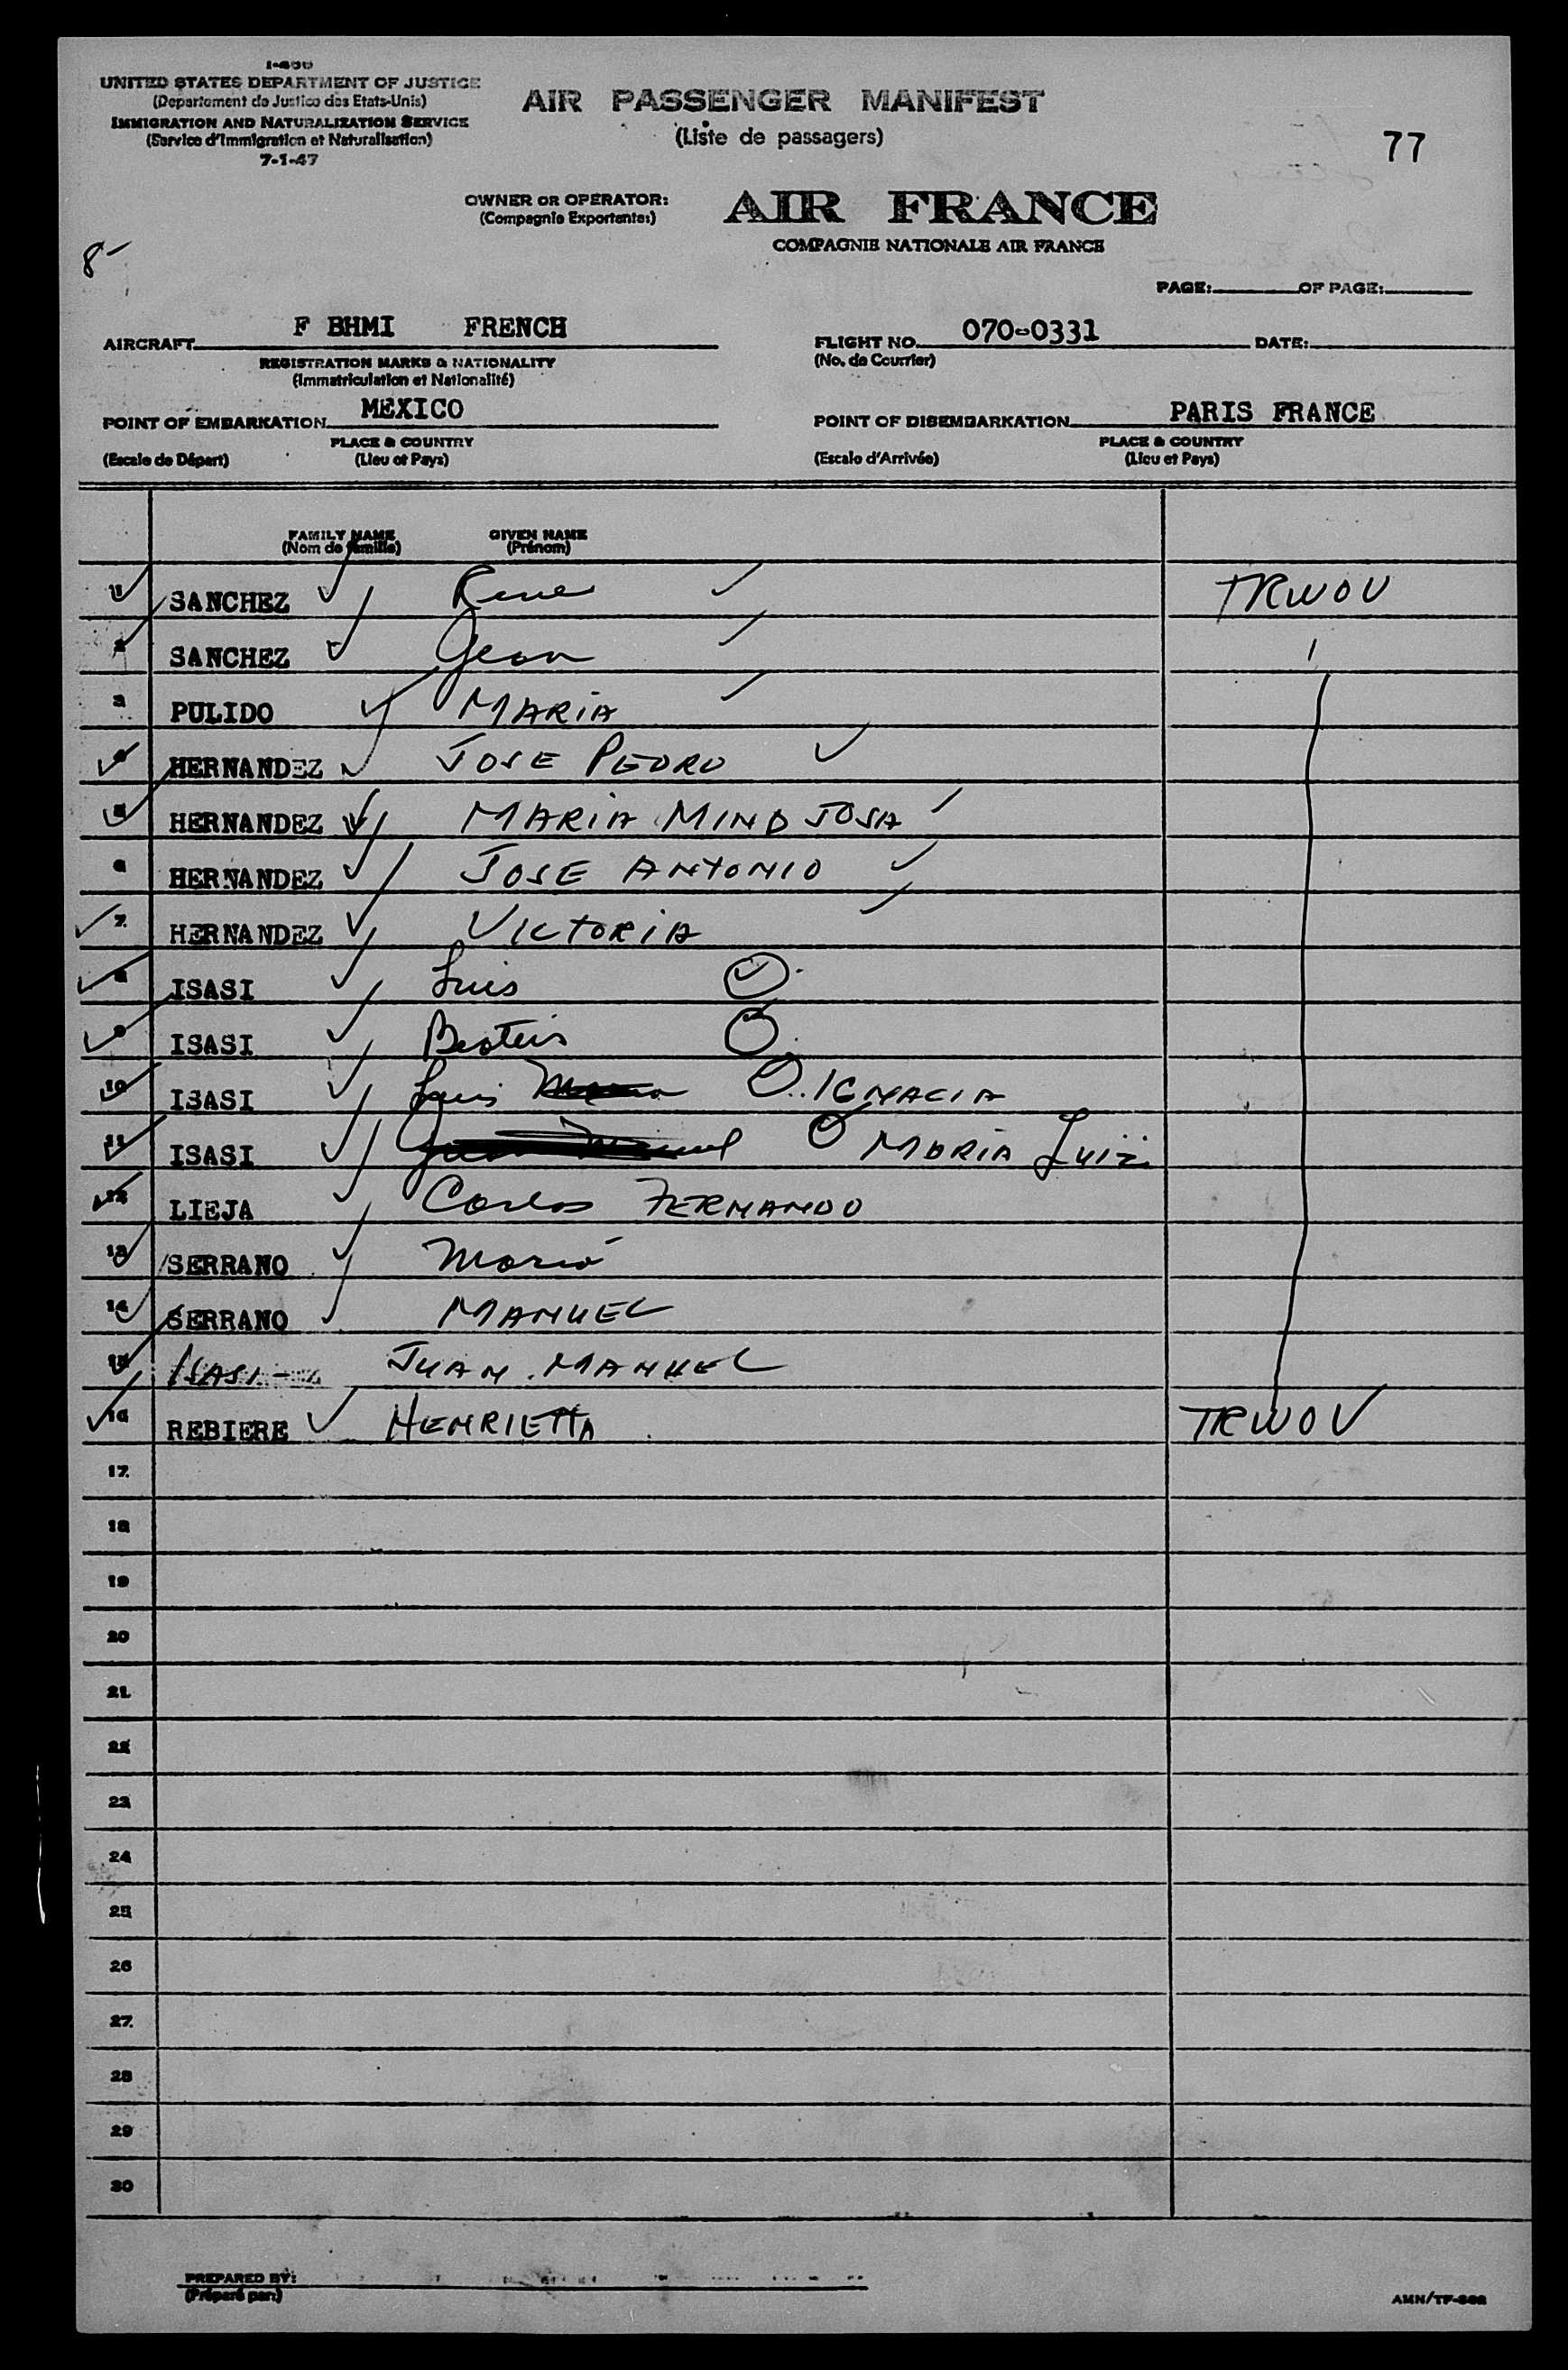 I-466
UNITED STATES DEPARTMENT OF JUSTICE
(Departement de Justice des Etats-Unis)
IMMIGRATION AND NATURALIZATION SERVICE
(Service d'Immigration et Naturalisation)
7-1-47
AIR PASSENGER MANIFEST
(Liste de passagers)
77
OWNER OR OPERATOR: AIR FRANCE
(Compagnie Exportante:)
COMPAGNIE NATIONALE AIR FRANCE
8
PAGE: OF PAGE:
AIRCRAFT F BHMI FRENCH
REGISTRATION MARKS & NATIONALITY
(Immatriculation et Nationalité)
FLIGHT NO. 070-0331 DATE:
(No. de Courrier)
POINT OF EMBARKATION MEXICO
PLACE & COUNTRY
(Escale de Départ) (Lieu et Pays)
POINT OF DISEMBARKATION PARIS FRANCE
PLACE & COUNTRY
(Escale d'Arrivée) (Lieu et Pays)
FAMILY NAME GIVEN NAME
(Nom de famille) (Prénom)
1 SANCHEZ Rene TRWOV
2 SANCHEZ Jean
3 PULIDO MARIA
4 HERNANDEZ JOSE PEDRO
5 HERNANDEZ MARIA JOSA
6 HERNANDEZ JOSE ANTONIO
7 HERNANDEZ VICTORIA
8 ISASI Luis
9 ISASI Beatris
10 ISASI Luis IGNACIA
11 ISASI MARIA Luiz
12 LIEJA Carlos FERNANDO
13 SERRANO Maria
14 SERRANO MANUEL
15 ISASI JUAN MANUEL
16 REBIERE HENRIETTA TRWOV
17
18
19
20
21
22
23
24
25
26
27
28
29
30
PREPARED BY:
(Préparé par:)